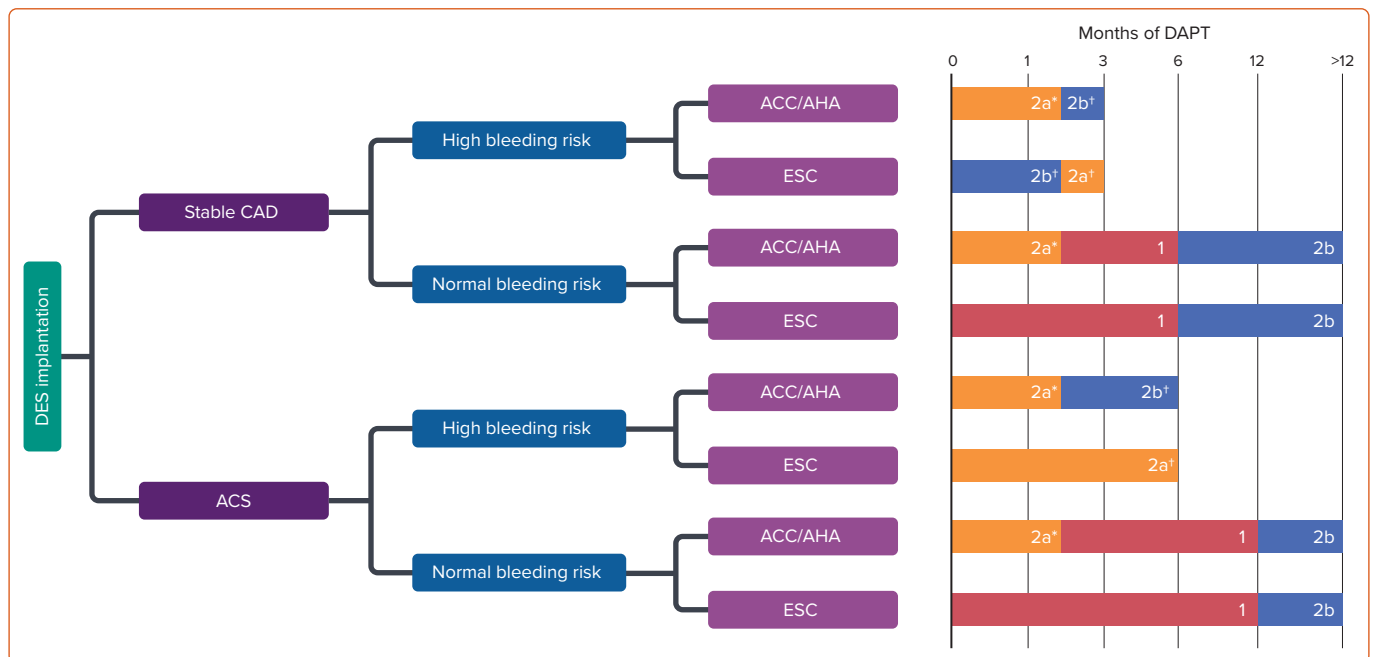 Months of DAPT
0 1 3 6 12 >12
DES implantation
Stable CAD
High bleeding risk
ACC/AHA
2a* 2b†
ESC
2b† 2a†
Normal bleeding risk
ACC/AHA
2a* 1 2b
ESC
1 2b
ACS
High bleeding risk
ACC/AHA
2a* 2b†
ESC
2a†
Normal bleeding risk
ACC/AHA
2a* 1 2b
ESC
1 2b